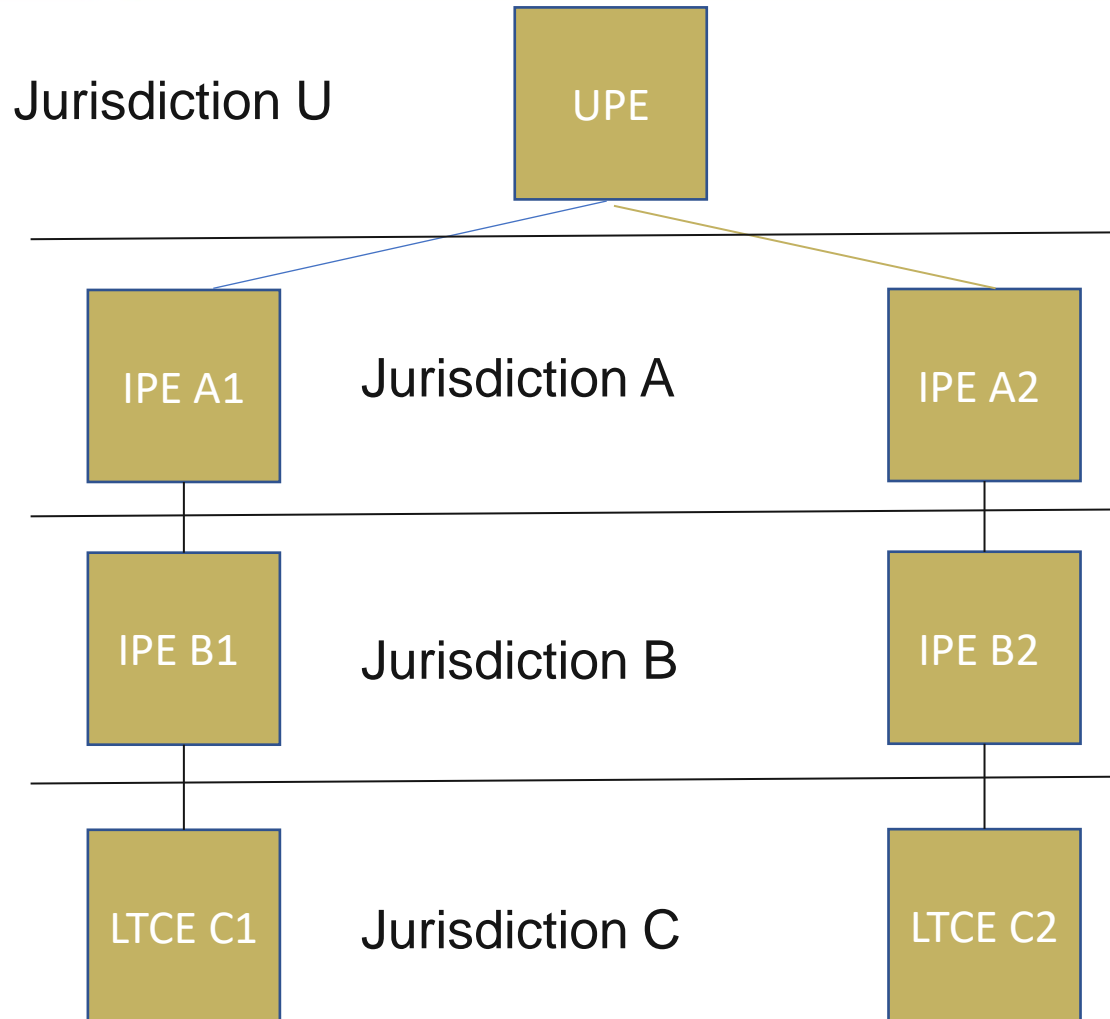 Jurisdiction U
UPE
IPE A1
Jurisdiction A
IPE A2
IPE B1
Jurisdiction B
IPE B2
LTCE C1
Jurisdiction C
LTCE C2